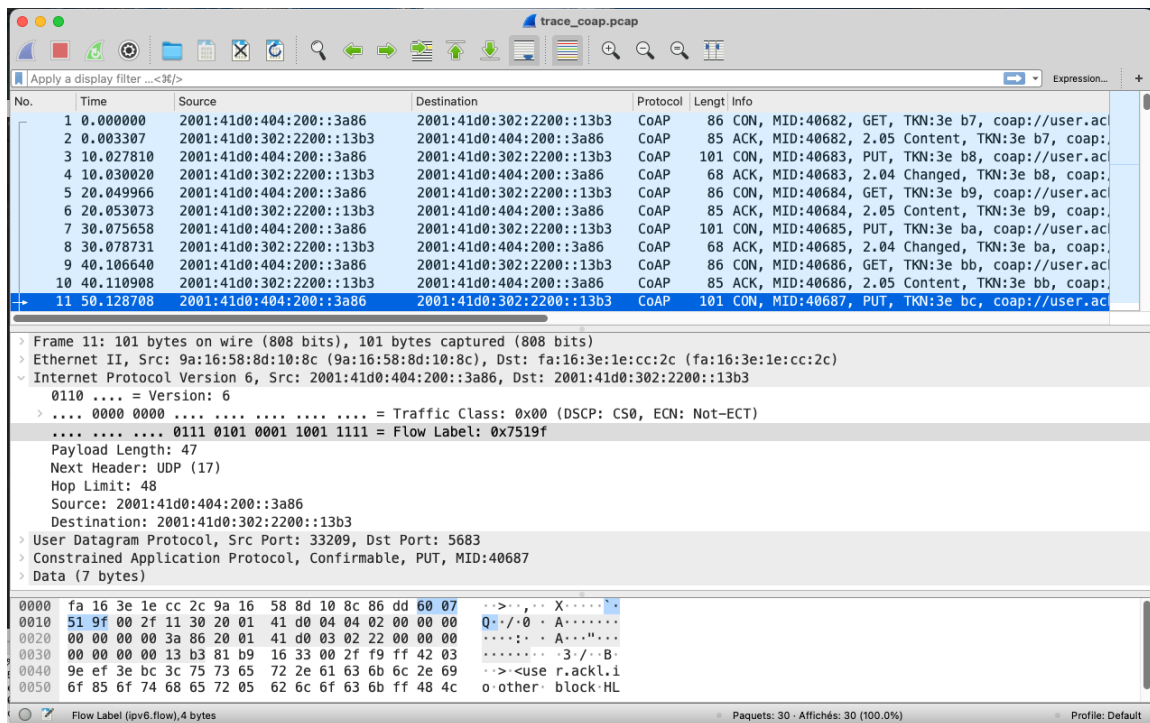 trace_coap.pcap
Apply a display filter ...<⌘/>
Expression... +
No. Time Source Destination Protocol Lengt Info
1 0.000000 2001:41d0:404:200::3a86 2001:41d0:302:2200::13b3 CoAP 86 CON, MID:40682, GET, TKN:3e b7, coap://user.ack
2 0.003307 2001:41d0:302:2200::13b3 2001:41d0:404:200::3a86 CoAP 85 ACK, MID:40682, 2.05 Content, TKN:3e b7, coap:
3 10.027810 2001:41d0:404:200::3a86 2001:41d0:302:2200::13b3 CoAP 101 CON, MID:40683, PUT, TKN:3e b8, coap://user.ack
4 10.030020 2001:41d0:302:2200::13b3 2001:41d0:404:200::3a86 CoAP 68 ACK, MID:40683, 2.04 Changed, TKN:3e b8, coap:
5 20.049966 2001:41d0:404:200::3a86 2001:41d0:302:2200::13b3 CoAP 86 CON, MID:40684, GET, TKN:3e b9, coap://user.ack
6 20.053073 2001:41d0:302:2200::13b3 2001:41d0:404:200::3a86 CoAP 85 ACK, MID:40684, 2.05 Content, TKN:3e b9, coap:
7 30.075658 2001:41d0:404:200::3a86 2001:41d0:302:2200::13b3 CoAP 101 CON, MID:40685, PUT, TKN:3e ba, coap://user.ack
8 30.078731 2001:41d0:302:2200::13b3 2001:41d0:404:200::3a86 CoAP 68 ACK, MID:40685, 2.04 Changed, TKN:3e ba, coap:
9 40.106640 2001:41d0:404:200::3a86 2001:41d0:302:2200::13b3 CoAP 86 CON, MID:40686, GET, TKN:3e bb, coap://user.ack
10 40.110908 2001:41d0:302:2200::13b3 2001:41d0:404:200::3a86 CoAP 85 ACK, MID:40686, 2.05 Content, TKN:3e bb, coap:
11 50.128708 2001:41d0:404:200::3a86 2001:41d0:302:2200::13b3 CoAP 101 CON, MID:40687, PUT, TKN:3e bc, coap://user.ack
Frame 11: 101 bytes on wire (808 bits), 101 bytes captured (808 bits)
Ethernet II, Src: 9a:16:58:8d:10:8c (9a:16:58:8d:10:8c), Dst: fa:16:3e:1e:cc:2c (fa:16:3e:1e:cc:2c)
Internet Protocol Version 6, Src: 2001:41d0:404:200::3a86, Dst: 2001:41d0:302:2200::13b3
0110 .... = Version: 6
.... 0000 0000 .... .... .... .... .... = Traffic Class: 0x00 (DSCP: CS0, ECN: Not-ECT)
.... .... .... 0111 0101 0001 1001 1111 = Flow Label: 0x7519f
Payload Length: 47
Next Header: UDP (17)
Hop Limit: 48
Source: 2001:41d0:404:200::3a86
Destination: 2001:41d0:302:2200::13b3
User Datagram Protocol, Src Port: 33209, Dst Port: 5683
Constrained Application Protocol, Confirmable, PUT, MID:40687
Data (7 bytes)
0000 fa 16 3e 1e cc 2c 9a 16 58 8d 10 8c 86 dd 60 07 ··>··,·· X·····`·
0010 51 9f 00 2f 11 30 20 01 41 d0 04 04 02 00 00 00 Q··/·0 · A·······
0020 00 00 00 00 3a 86 20 01 41 d0 03 02 22 00 00 00 ····:· · A···"···
0030 00 00 00 00 13 b3 81 b9 16 33 00 2f f9 ff 42 03 ········ ·3·/··B·
0040 9e ef 3e bc 3c 75 73 65 72 2e 61 63 6b 6c 2e 69 ··>·<use r.ackl.i
0050 6f 85 6f 74 68 65 72 05 62 6c 6f 63 6b ff 48 4c o·other· block·HL
Flow Label (ipv6.flow), 4 bytes
Paquets: 30 · Affichés: 30 (100.0%)
Profile: Default